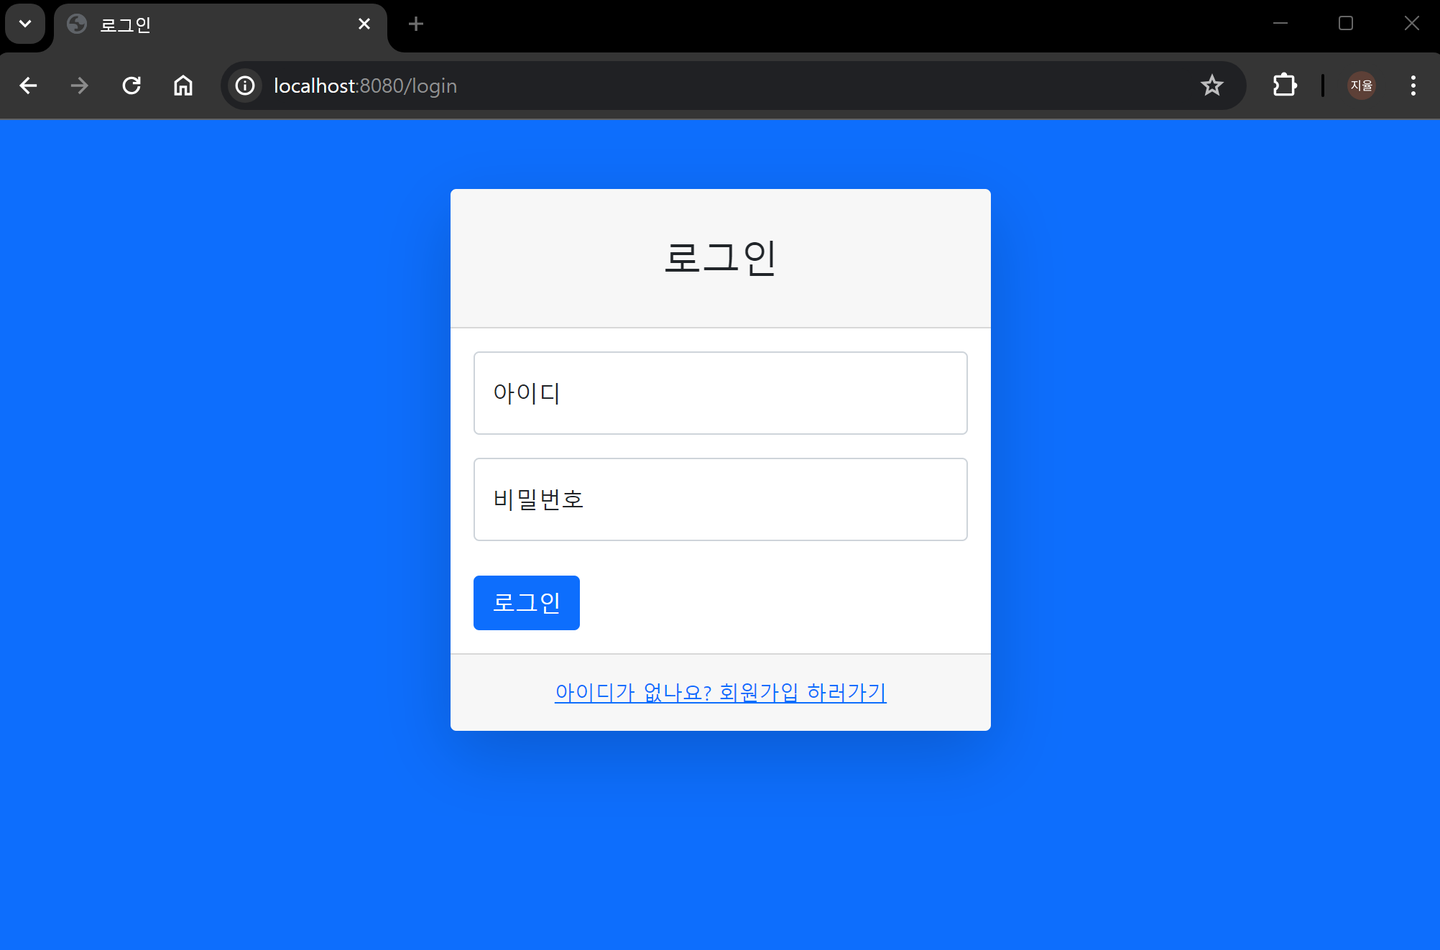 로그인
localhost:8080/login
지율
로그인
아이디
비밀번호
로그인
아이디가 없나요? 회원가입 하러가기